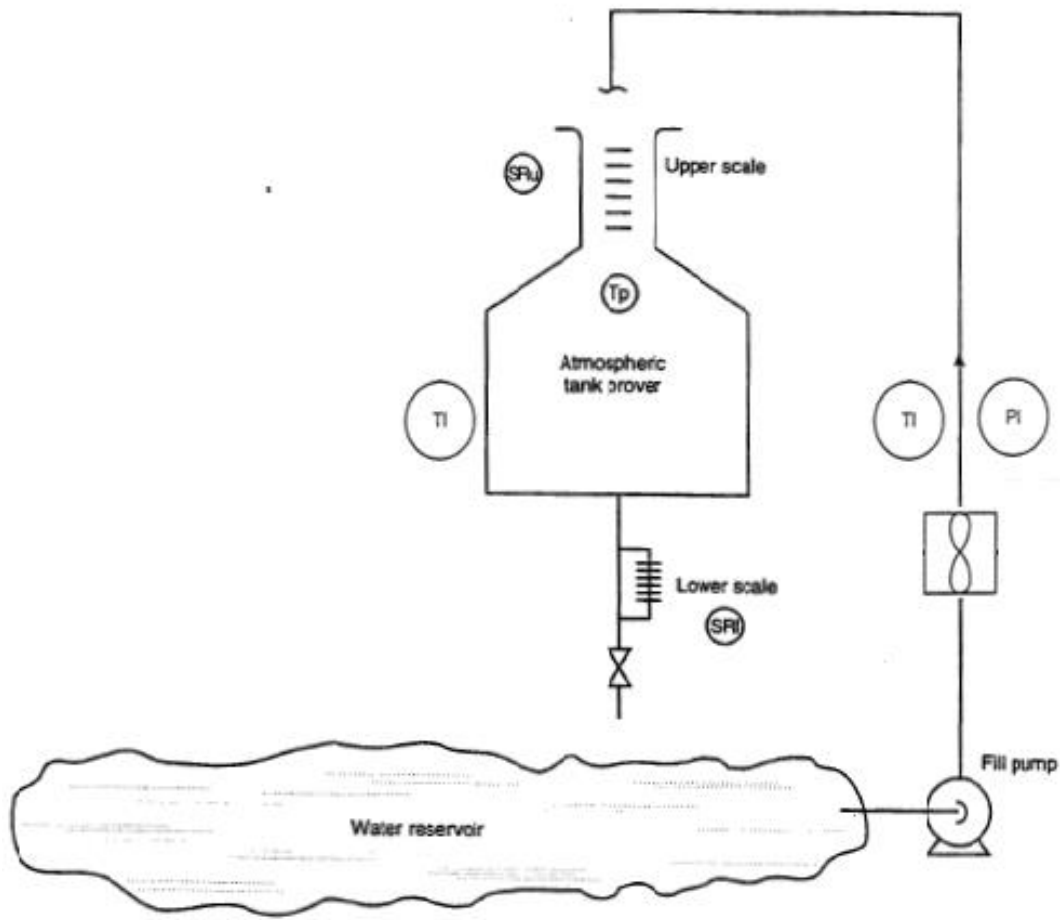 SRu
Upper scale
Tp
Atmospheric
tank prover
TI
TI
PI
Lower scale
SRl
Fill pump
Water reservoir